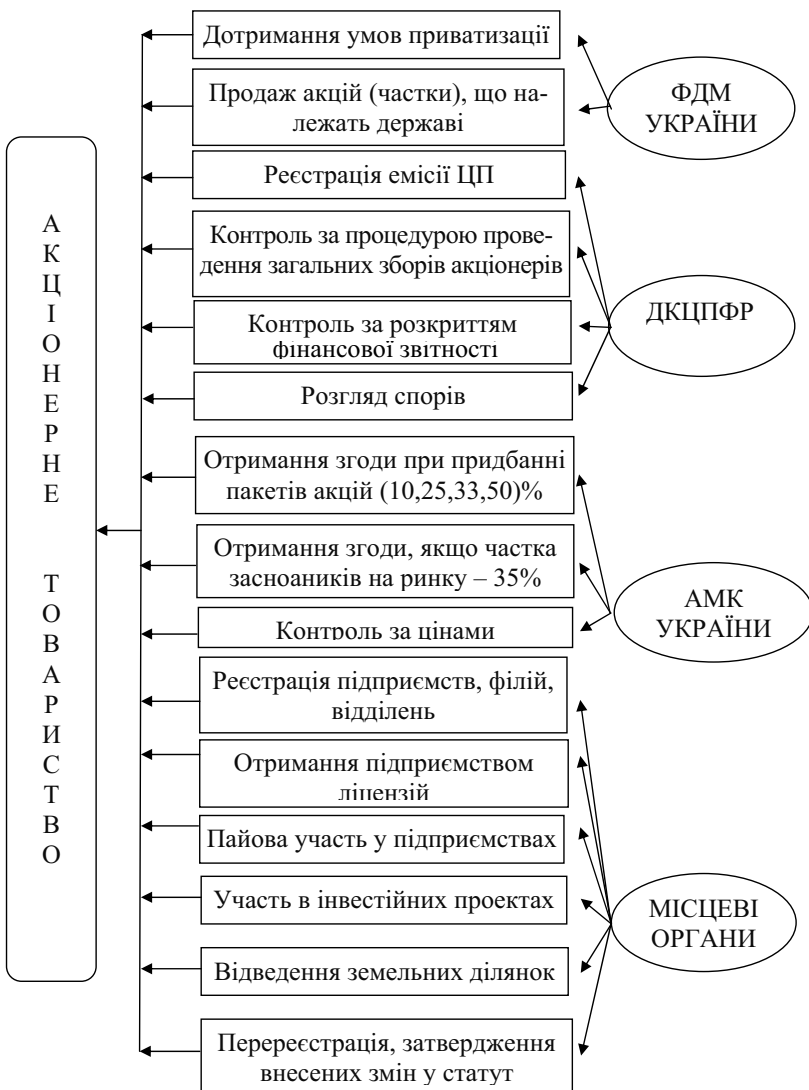 АКЦІОНЕРНЕ ТОВАРИСТВО
Дотримання умов приватизації
Продаж акцій (частки), що на-
лежать державі
Реєстрація емісії ЦП
Контроль за процедурою прове-
дення загальних зборів акціонерів
Контроль за розкриттям
фінансової звітності
Розгляд спорів
Отримання згоди при придбанні
пакетів акцій (10,25,33,50)%
Отримання згоди, якщо частка
засноаників на ринку – 35%
Контроль за цінами
Реєстрація підприємств, філій,
відділень
Отримання підприємством
ліцензій
Пайова участь у підприємствах
Участь в інвестійних проектах
Відведення земельних ділянок
Перереєстрація, затвердження
внесених змін у статут
ФДМ
УКРАЇНИ
ДКЦПФР
АМК
УКРАЇНИ
МІСЦЕВІ
ОРГАНИ